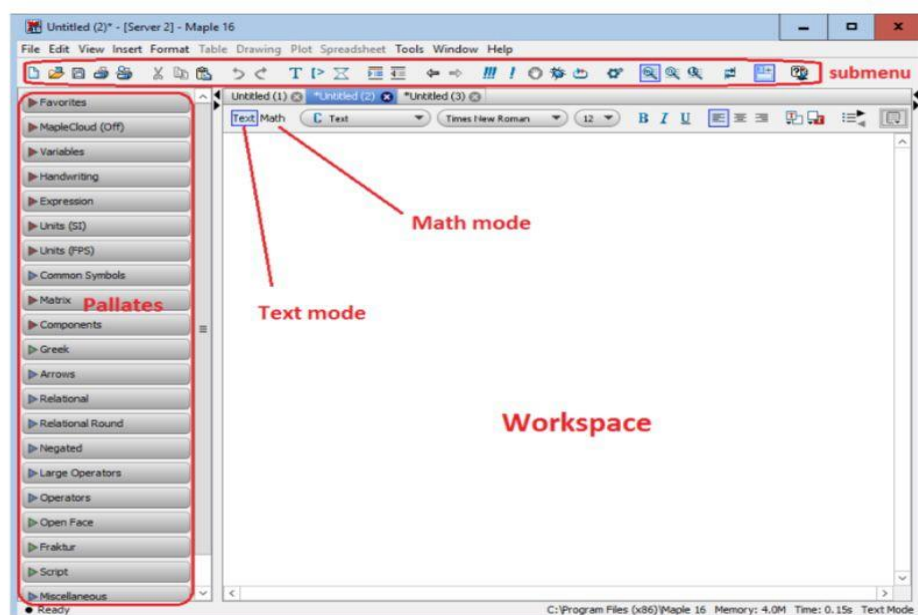 Untitled (2)* - [Server 2] - Maple 16
File Edit View Insert Format Table Drawing Plot Spreadsheet Tools Window Help
submenu
Untitled (1) *Untitled (2) *Untitled (3)
Text Math C Text Times New Roman 12 B I U
Favorites
MapleCloud (Off)
Variables
Handwriting
Expression
Units (SI)
Units (FPS)
Common Symbols
Matrix
Pallates
Components
Greek
Arrows
Relational
Relational Round
Negated
Large Operators
Operators
Open Face
Fraktur
Script
Miscellaneous
Math mode
Text mode
Workspace
Ready
C:\Program Files (x86)\Maple 16 Memory: 4.0M Time: 0.15s Text Mod